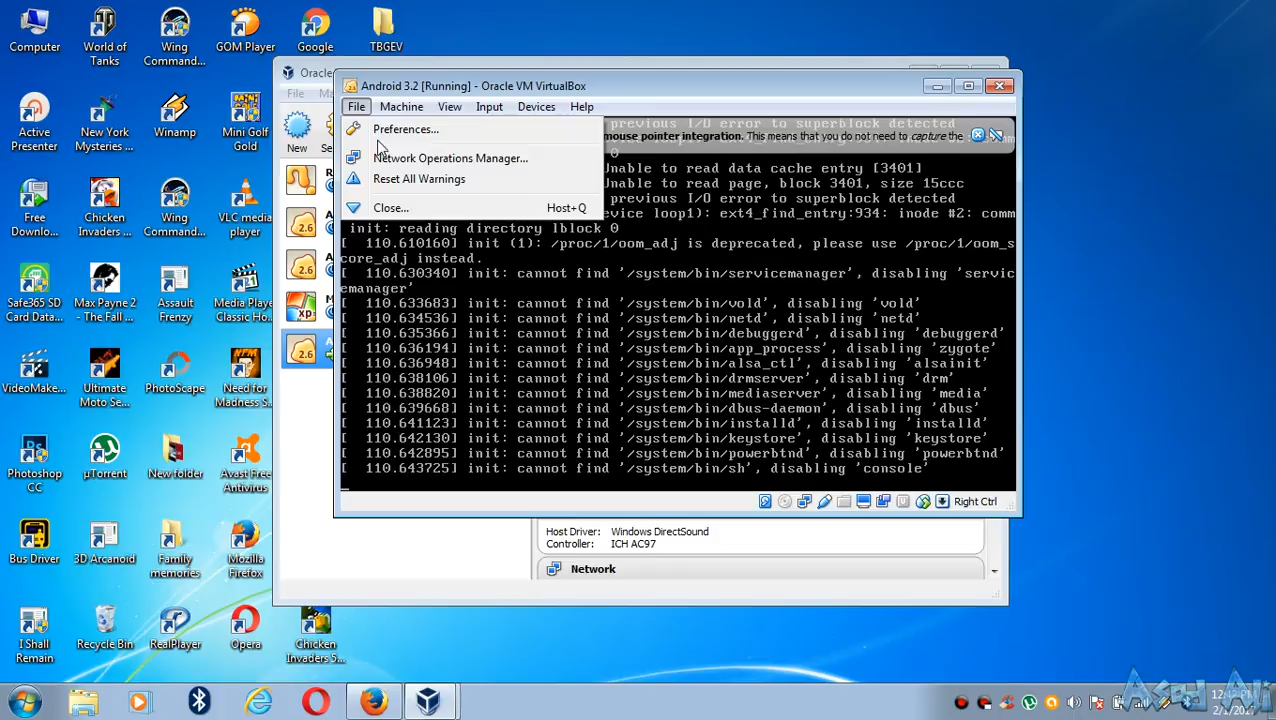 Computer
World of
Tanks
Wing
Command...
GOM Player
Google
TBGEV
Active
Presenter
New York
Mysteries ...
Winamp
Mini Golf
Gold
Free
Downlo...
Chicken
Invaders ...
Wing
Command...
VLC media
player
Safe365 SD
Card Data...
Max Payne 2
- The Fall ...
Assault
Frenzy
Media Playe
Classic Ho...
VideoMake...
Ultimate
Moto Se...
PhotoScape
Need for
Madness S...
Photoshop
CC
µTorrent
New folder
Avast Free
Antivirus
Bus Driver
3D Arcanoid
Family
memories
Mozilla
Firefox
I Shall
Remain
Recycle Bin
RealPlayer
Opera
Chicken
Invaders 5...
Oracle
File
New
Android 3.2 [Running] - Oracle VM VirtualBox
File Machine View Input Devices Help
Preferences...
Network Operations Manager...
Reset All Warnings
Close... Host+Q
previous I/O error to superblock detected
mouse pointer integration. This means that you do not need to capture the
0
Unable to read data cache entry [3401]
Unable to read page, block 3401, size 15ccc
previous I/O error to superblock detected
device loop1): ext4_find_entry:934: inode #2: comm
init: reading directory lblock 0
[ 110.610160] init (1): /proc/1/oom_adj is deprecated, please use /proc/1/oom_s
core_adj instead.
[ 110.630340] init: cannot find '/system/bin/servicemanager', disabling 'servic
emanager'
[ 110.633683] init: cannot find '/system/bin/vold', disabling 'vold'
[ 110.634536] init: cannot find '/system/bin/netd', disabling 'netd'
[ 110.635366] init: cannot find '/system/bin/debuggerd', disabling 'debuggerd'
[ 110.636194] init: cannot find '/system/bin/app_process', disabling 'zygote'
[ 110.636948] init: cannot find '/system/bin/alsa_ctl', disabling 'alsainit'
[ 110.638106] init: cannot find '/system/bin/drmserver', disabling 'drm'
[ 110.638820] init: cannot find '/system/bin/mediaserver', disabling 'media'
[ 110.639668] init: cannot find '/system/bin/dbus-daemon', disabling 'dbus'
[ 110.641123] init: cannot find '/system/bin/installd', disabling 'installd'
[ 110.642130] init: cannot find '/system/bin/keystore', disabling 'keystore'
[ 110.642895] init: cannot find '/system/bin/powerbtnd', disabling 'powerbtnd'
[ 110.643725] init: cannot find '/system/bin/sh', disabling 'console'
Right Ctrl
Host Driver: Windows DirectSound
Controller: ICH AC97
Network
Asad Ali